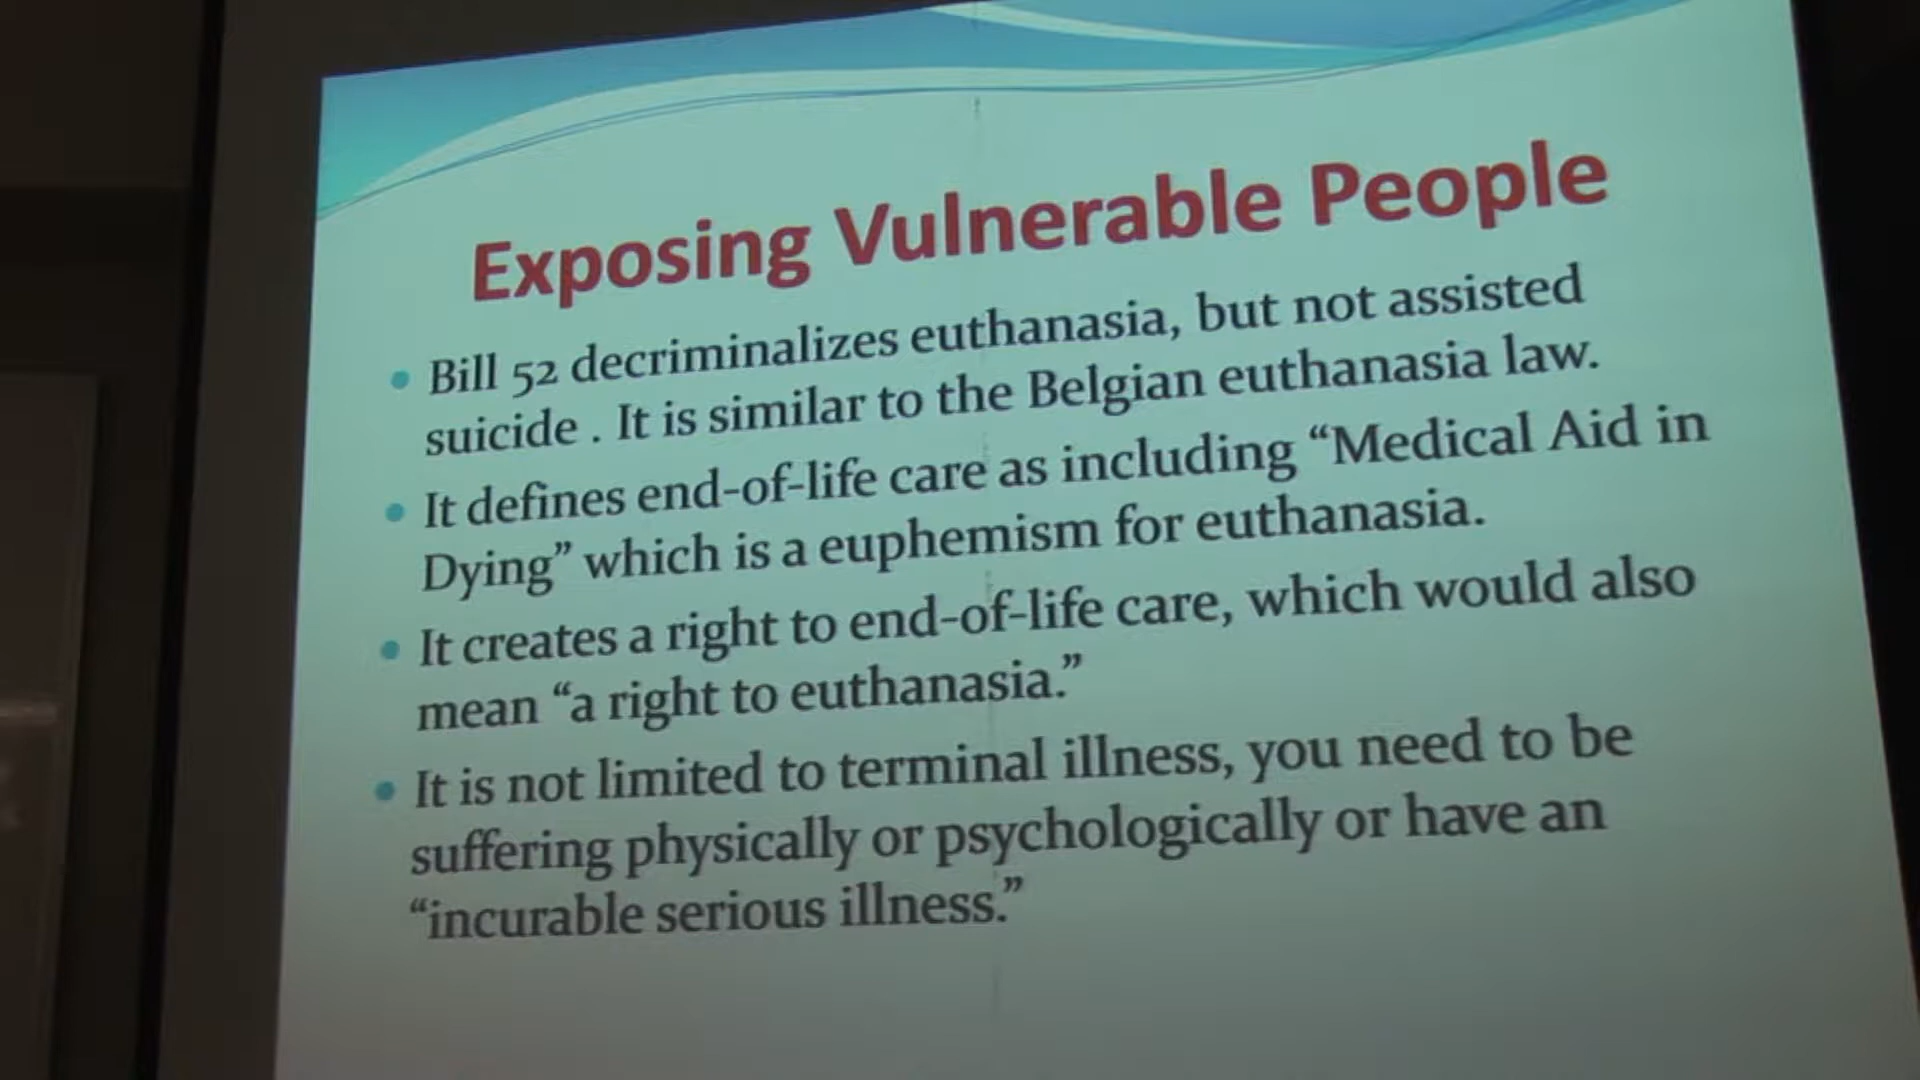 Exposing Vulnerable People
• Bill 52 decriminalizes euthanasia, but not assisted
suicide . It is similar to the Belgian euthanasia law.
• It defines end-of-life care as including “Medical Aid in
Dying” which is a euphemism for euthanasia.
• It creates a right to end-of-life care, which would also
mean “a right to euthanasia.”
• It is not limited to terminal illness, you need to be
suffering physically or psychologically or have an
“incurable serious illness.”